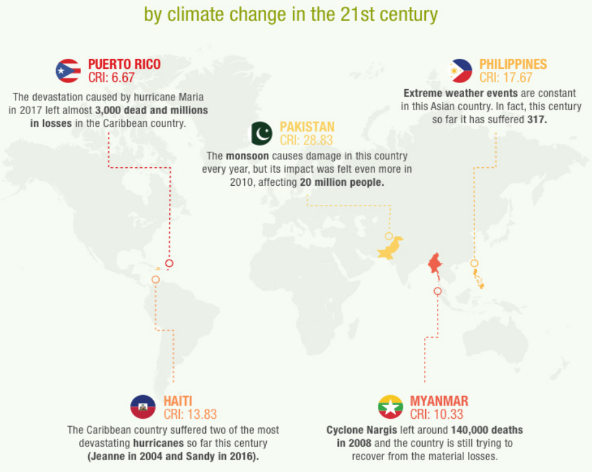 by climate change in the 21st century
PUERTO RICO
CRI: 6.67
The devastation caused by hurricane Maria
in 2017 left almost 3,000 dead and millions
in losses in the Caribbean country.
PHILIPPINES
CRI: 17.67
Extreme weather events are constant
in this Asian country. In fact, this century
so far it has suffered 317.
PAKISTAN
CRI: 28.83
The monsoon causes damage in this country
every year, but its impact was felt even more in
2010, affecting 20 million people.
HAITI
CRI: 13.83
The Caribbean country suffered two of the most
devastating hurricanes so far this century
(Jeanne in 2004 and Sandy in 2016).
MYANMAR
CRI: 10.33
Cyclone Nargis left around 140,000 deaths
in 2008 and the country is still trying to
recover from the material losses.